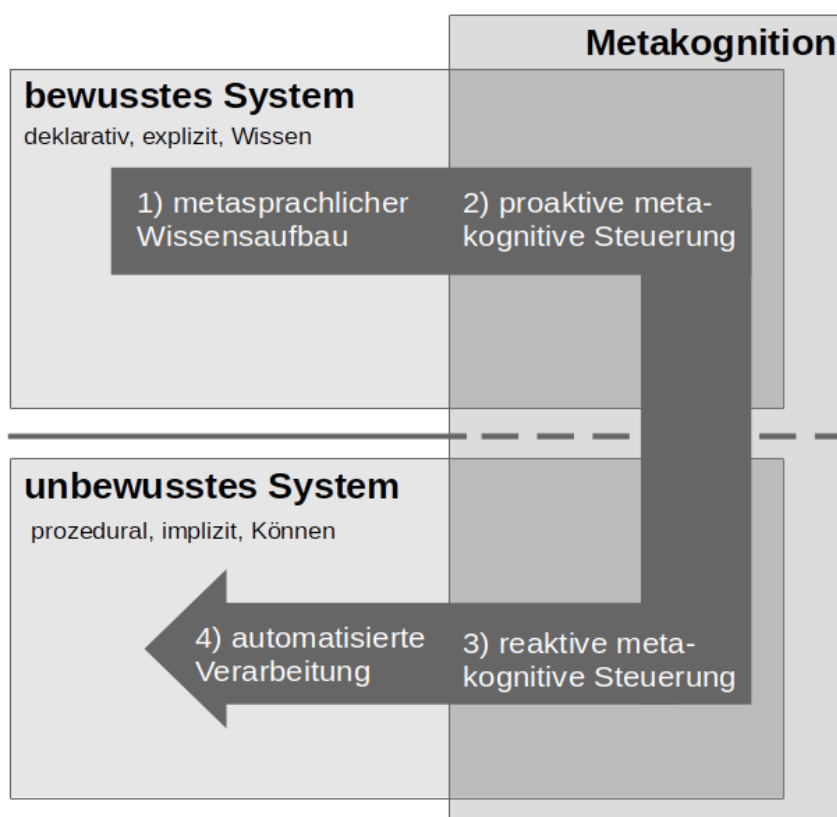 Metakognition
bewusstes System
deklarativ, explizit, Wissen
1) metasprachlicher
Wissensaufbau
2) proaktive meta-
kognitive Steuerung
unbewusstes System
prozedural, implizit, Können
4) automatisierte
Verarbeitung
3) reaktive meta-
kognitive Steuerung